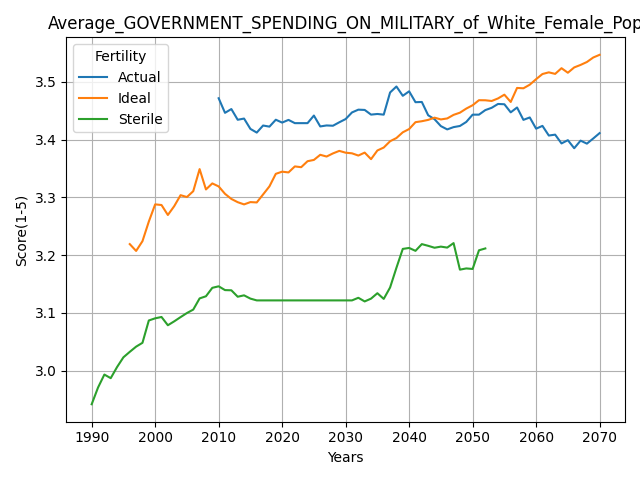 Average_GOVERNMENT_SPENDING_ON_MILITARY_of_White_Female_Pop
Fertility
Actual
Ideal
Sterile
Score(1-5)
3.5
3.4
3.3
3.2
3.1
3.0
1990 2000 2010 2020 2030 2040 2050 2060 2070
Years